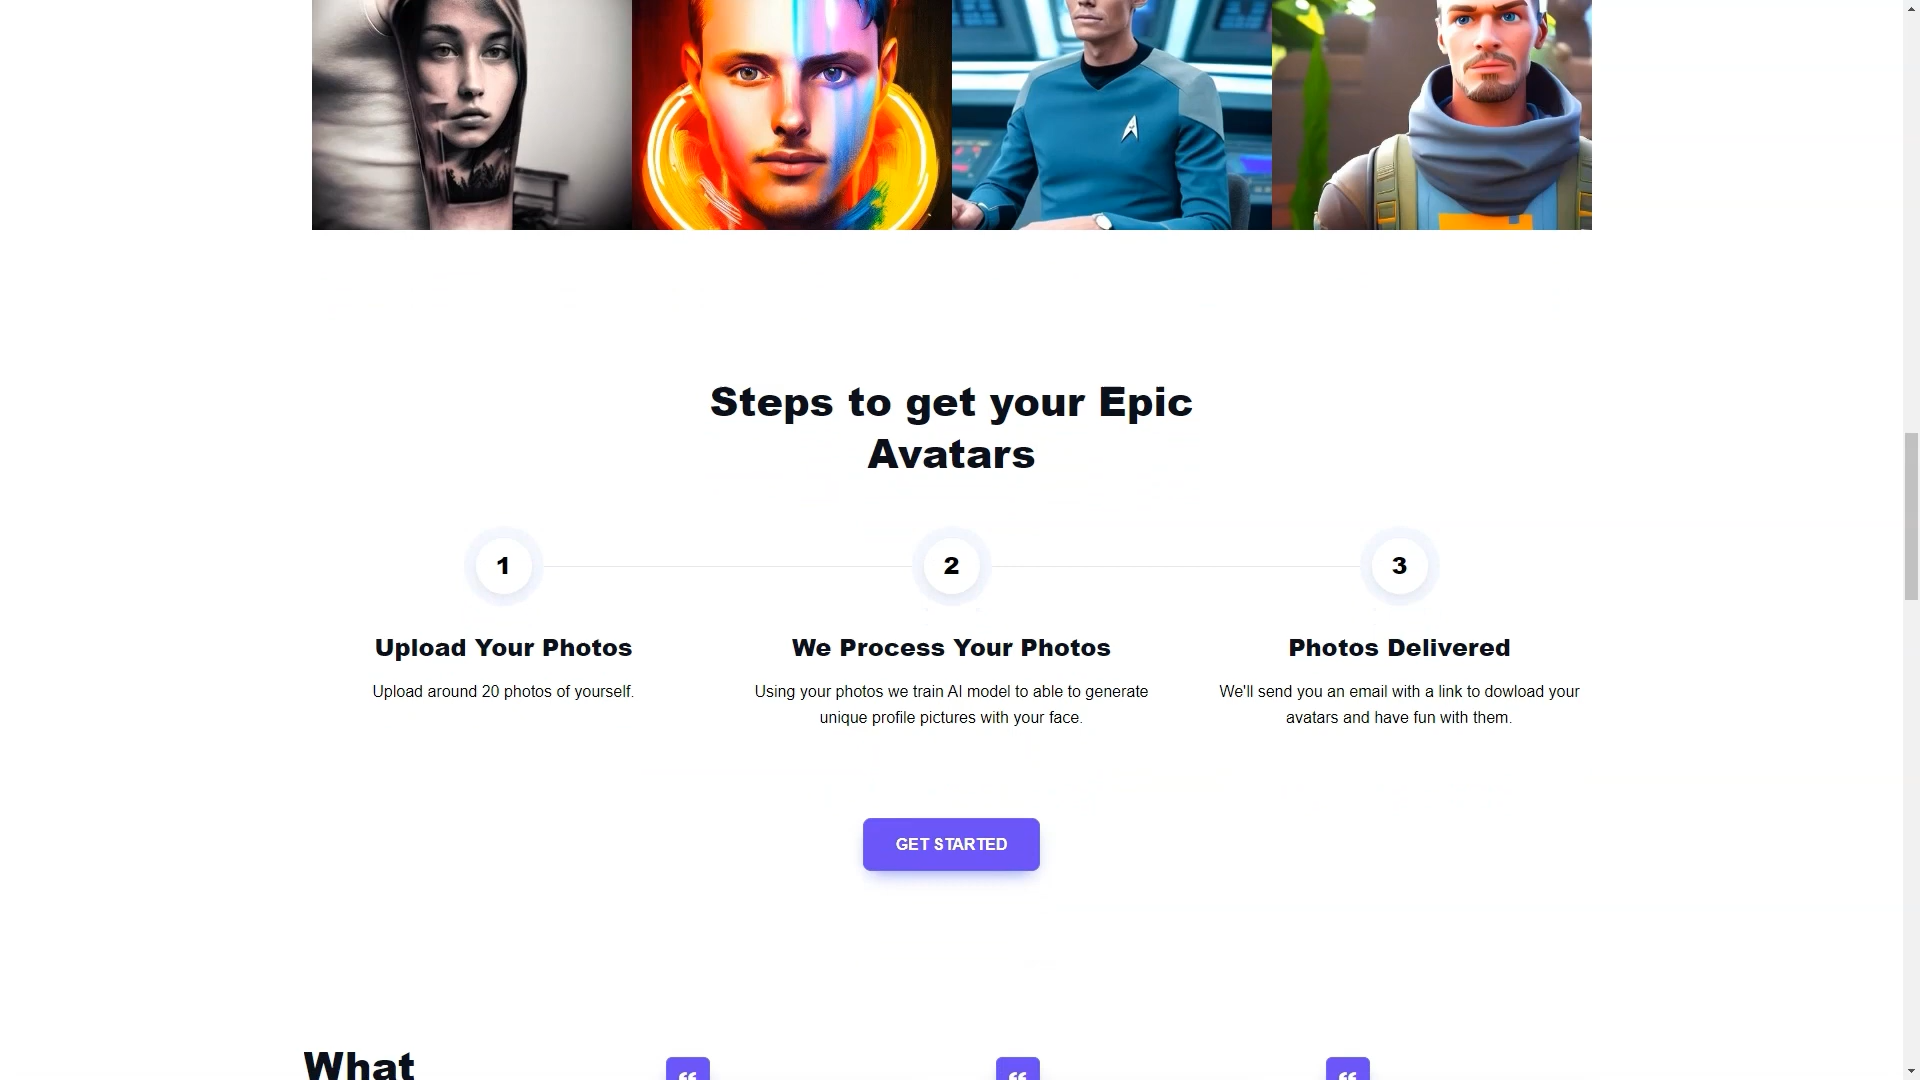 Steps to get your Epic
Avatars
1
2
3
Upload Your Photos
We Process Your Photos
Photos Delivered
Upload around 20 photos of yourself.
Using your photos we train AI model to able to generate
unique profile pictures with your face.
We'll send you an email with a link to dowload your
avatars and have fun with them.
GET STARTED
What